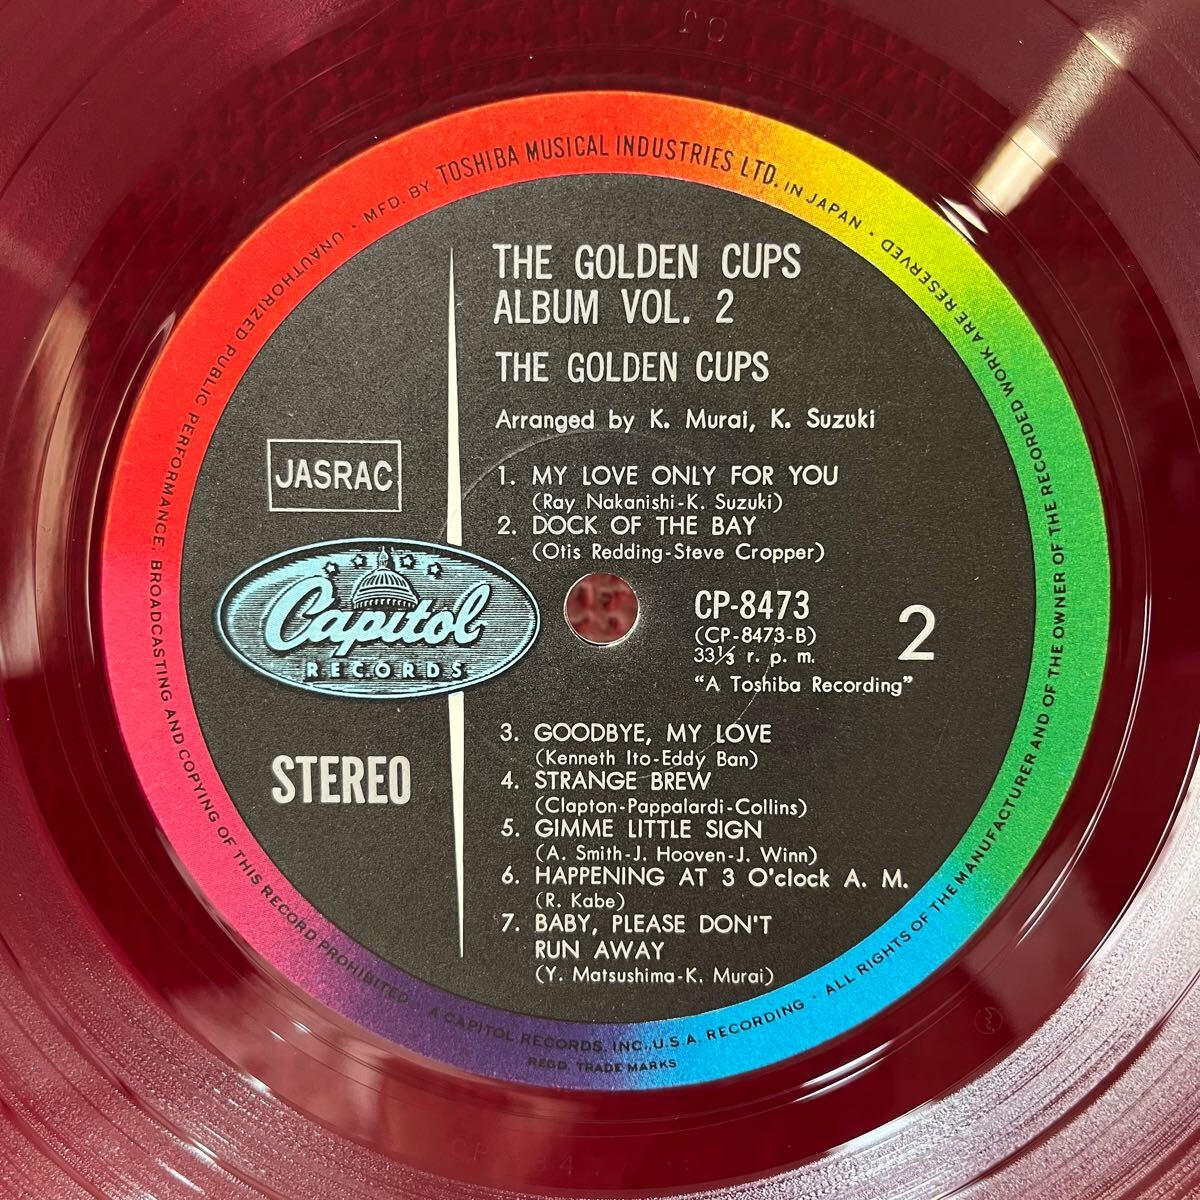 MFD. BY TOSHIBA MUSICAL INDUSTRIES LTD. IN JAPAN · ALL RIGHTS OF THE MANUFACTURER AND OF THE OWNER OF THE RECORDED WORK ARE RESERVED
UNAUTHORIZED PUBLIC PERFORMANCE, BROADCASTING AND COPYING OF THIS RECORD PROHIBITED
A CAPITOL RECORDS, INC., U.S.A. RECORDING ·
REGD. TRADE MARKS
THE GOLDEN CUPS
ALBUM VOL. 2
THE GOLDEN CUPS
Arranged by K. Murai, K. Suzuki
JASRAC
1. MY LOVE ONLY FOR YOU
(Ray Nakanishi-K. Suzuki)
2. DOCK OF THE BAY
(Otis Redding-Steve Cropper)
Capitol
RECORDS
CP-8473
(CP-8473-B)
33⅓ r. p. m.
"A Toshiba Recording"
2
STEREO
3. GOODBYE, MY LOVE
(Kenneth Ito-Eddy Ban)
4. STRANGE BREW
(Clapton-Pappalardi-Collins)
5. GIMME LITTLE SIGN
(A. Smith-J. Hooven-J. Winn)
6. HAPPENING AT 3 O'clock A. M.
(R. Kabe)
7. BABY, PLEASE DON'T
RUN AWAY
(Y. Matsushima-K. Murai)